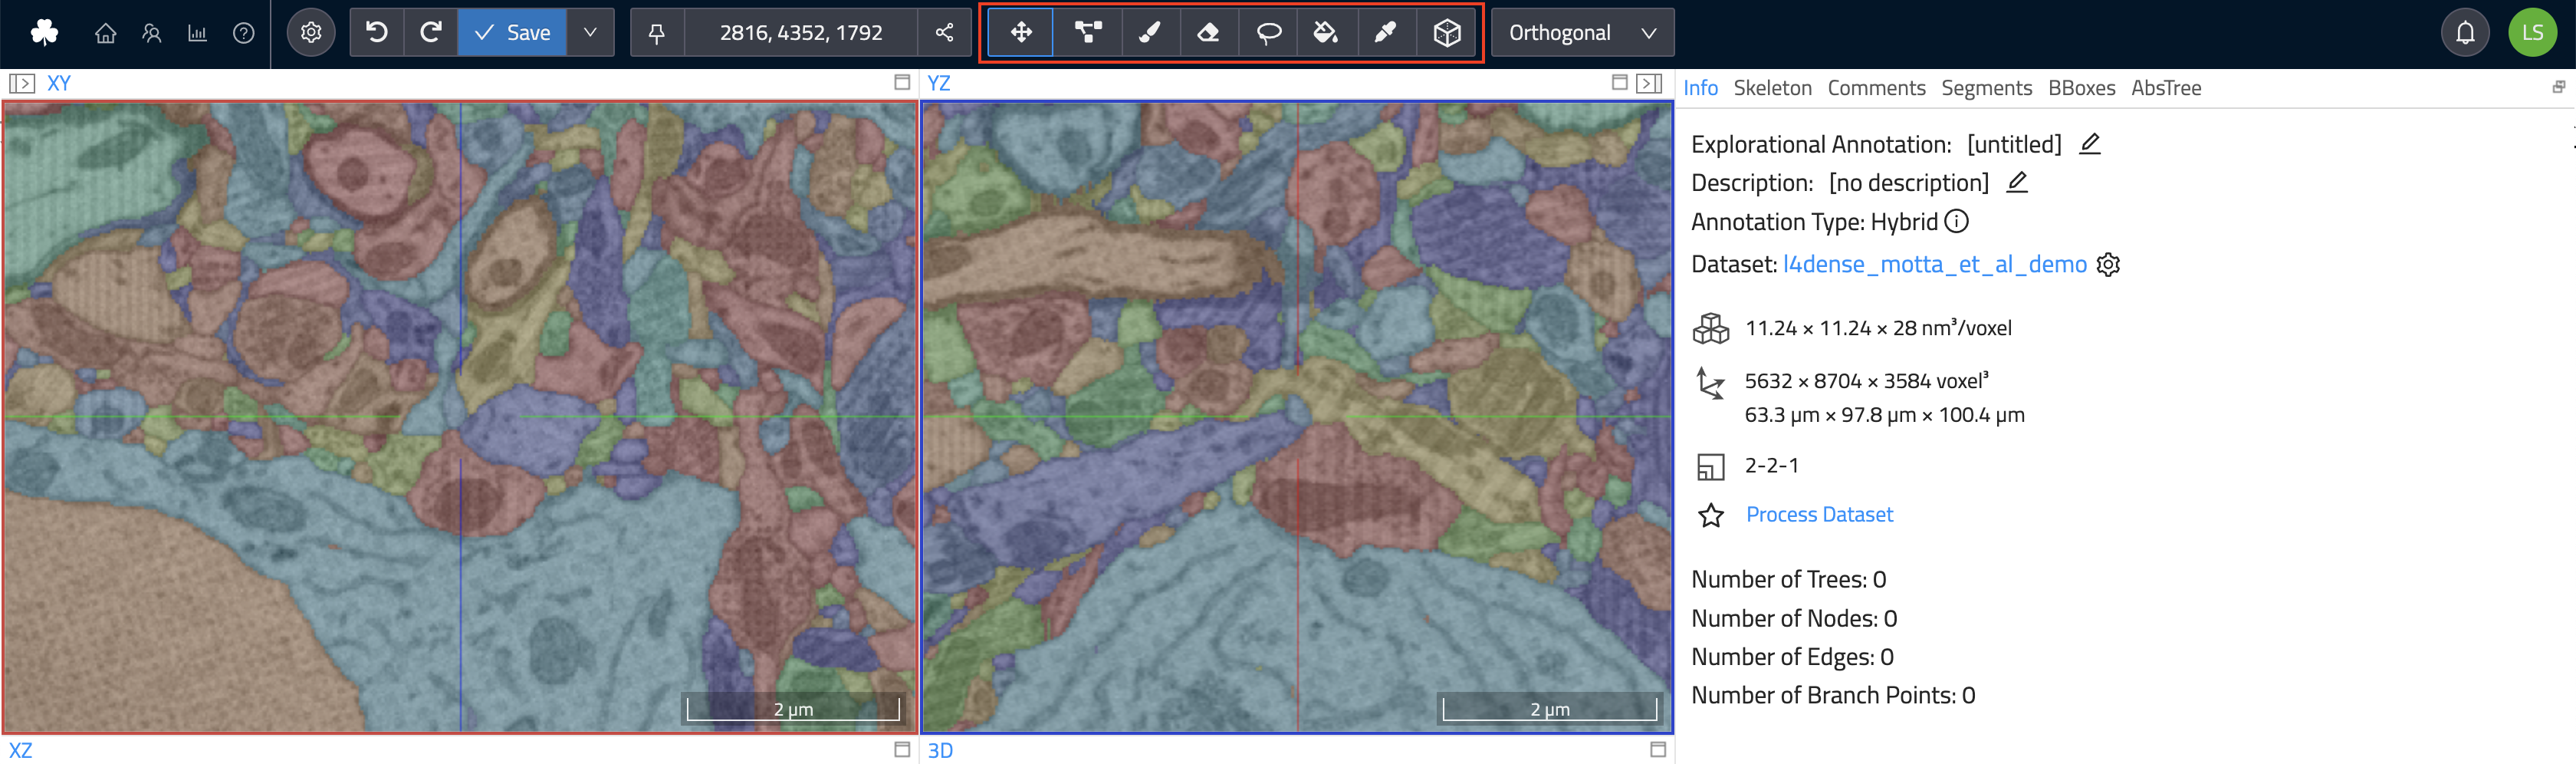 Save
2816, 4352, 1792
Orthogonal
LS
XY
YZ
2 µm
2 µm
XZ
3D
Info Skeleton Comments Segments BBoxes AbsTree
Explorational Annotation: [untitled]
Description: [no description]
Annotation Type: Hybrid
Dataset: l4dense_motta_et_al_demo
11.24 × 11.24 × 28 nm³/voxel
5632 × 8704 × 3584 voxel³
63.3 µm × 97.8 µm × 100.4 µm
2-2-1
Process Dataset
Number of Trees: 0
Number of Nodes: 0
Number of Edges: 0
Number of Branch Points: 0